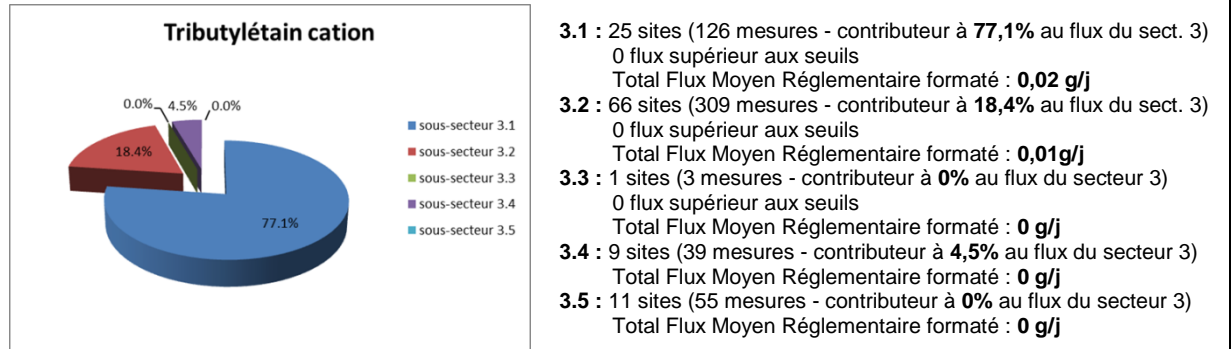 Tributylétain cation
0.0%
4.5%
0.0%
18.4%
77.1%
sous-secteur 3.1
sous-secteur 3.2
sous-secteur 3.3
sous-secteur 3.4
sous-secteur 3.5
3.1 : 25 sites (126 mesures - contributeur à 77,1% au flux du sect. 3)
0 flux supérieur aux seuils
Total Flux Moyen Réglementaire formaté : 0,02 g/j
3.2 : 66 sites (309 mesures - contributeur à 18,4% au flux du sect. 3)
0 flux supérieur aux seuils
Total Flux Moyen Réglementaire formaté : 0,01g/j
3.3 : 1 sites (3 mesures - contributeur à 0% au flux du secteur 3)
0 flux supérieur aux seuils
Total Flux Moyen Réglementaire formaté : 0 g/j
3.4 : 9 sites (39 mesures - contributeur à 4,5% au flux du secteur 3)
Total Flux Moyen Réglementaire formaté : 0 g/j
3.5 : 11 sites (55 mesures - contributeur à 0% au flux du secteur 3)
Total Flux Moyen Réglementaire formaté : 0 g/j